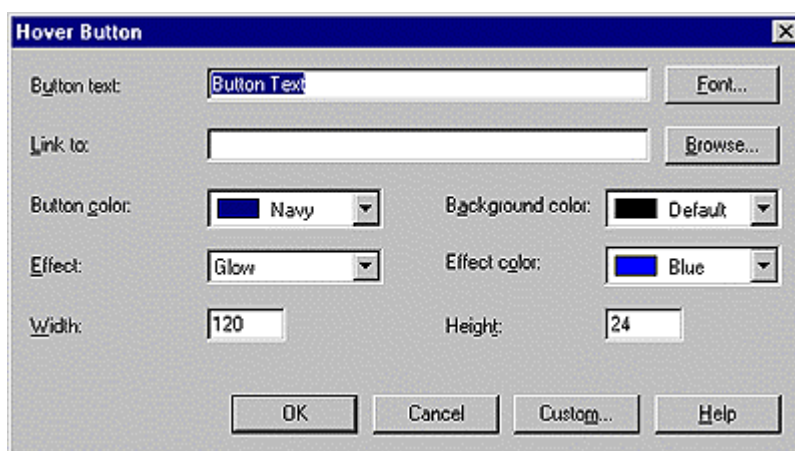 Hover Button
Button text: Button Text Font...
Link to: Browse...
Button color: Navy Background color: Default
Effect: Glow Effect color: Blue
Width: 120 Height: 24
OK Cancel Custom... Help